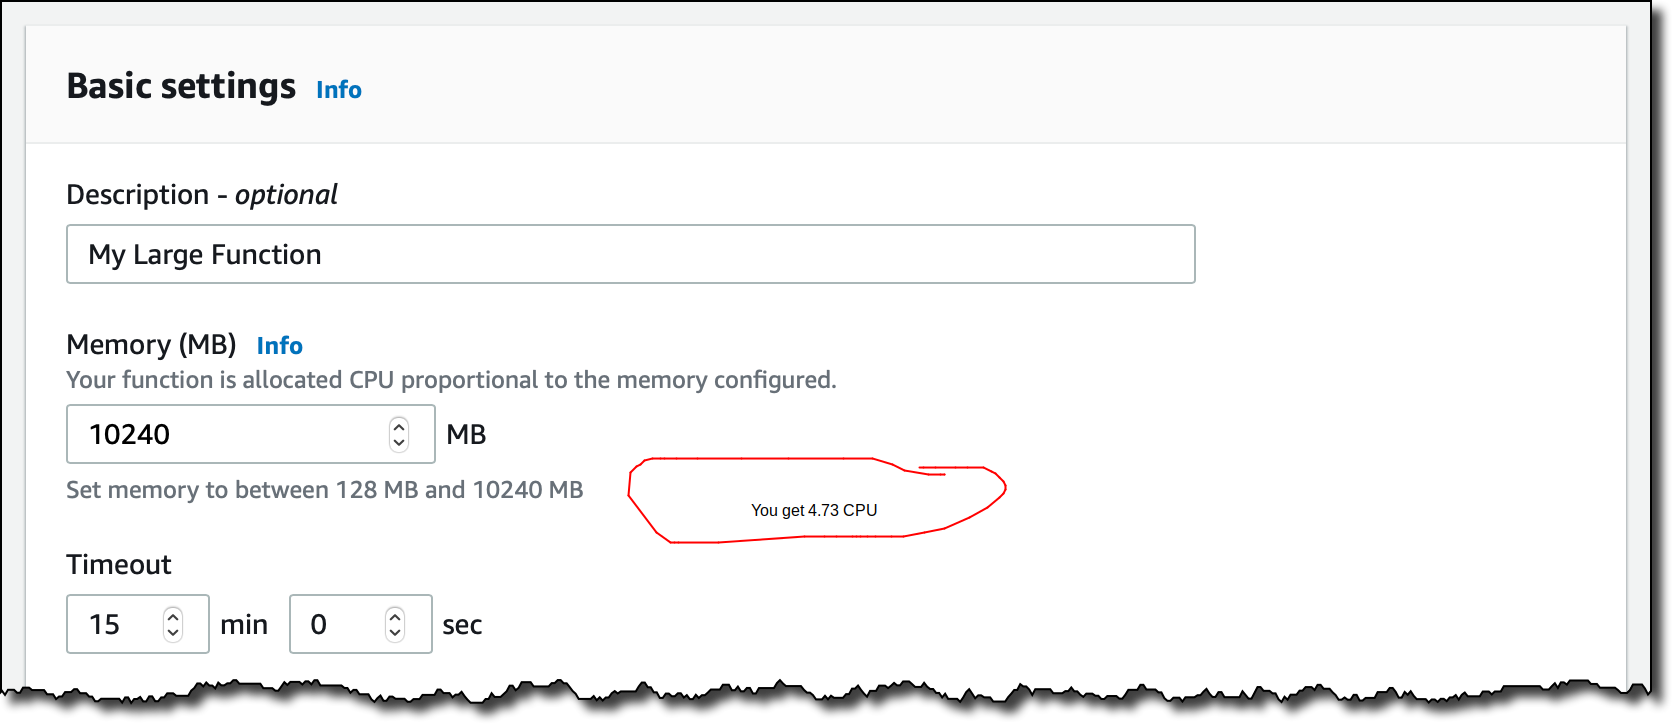 Basic settings Info
Description - optional
My Large Function
Memory (MB) Info
Your function is allocated CPU proportional to the memory configured.
10240 MB
Set memory to between 128 MB and 10240 MB
You get 4.73 CPU
Timeout
15 min 0 sec